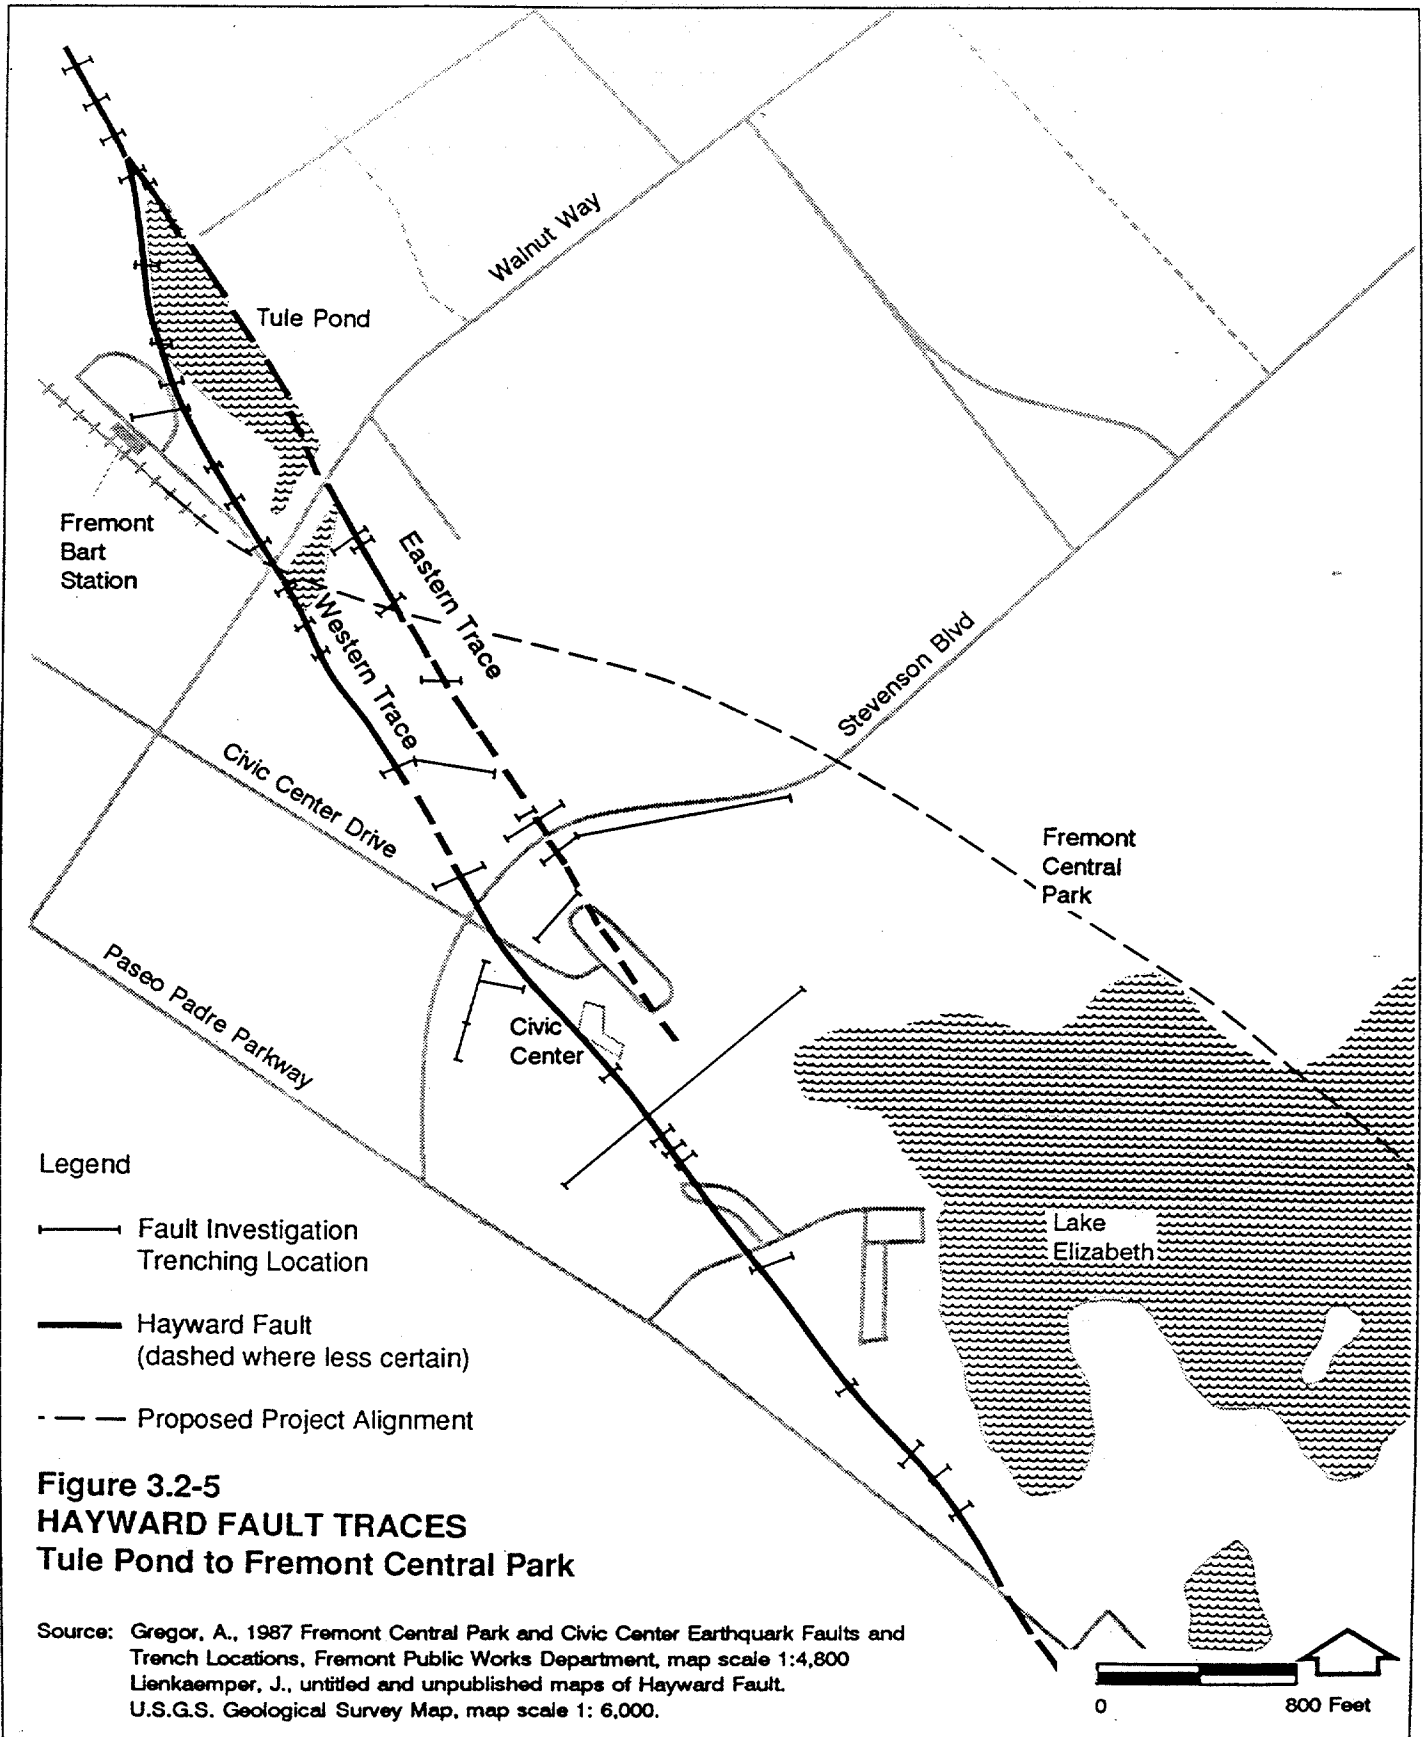 Walnut Way
Tule Pond
Fremont
Bart
Station
Eastern Trace
Western Trace
Stevenson Blvd
Civic Center Drive
Fremont
Central
Park
Paseo Padre Parkway
Civic
Center
Lake
Elizabeth
Legend
Fault Investigation
Trenching Location
Hayward Fault
(dashed where less certain)
Proposed Project Alignment
Figure 3.2-5
HAYWARD FAULT TRACES
Tule Pond to Fremont Central Park
Source: Gregor, A., 1987 Fremont Central Park and Civic Center Earthquark Faults and
Trench Locations, Fremont Public Works Department, map scale 1:4,800
Lienkaemper, J., untitled and unpublished maps of Hayward Fault.
U.S.G.S. Geological Survey Map, map scale 1: 6,000.
0 800 Feet